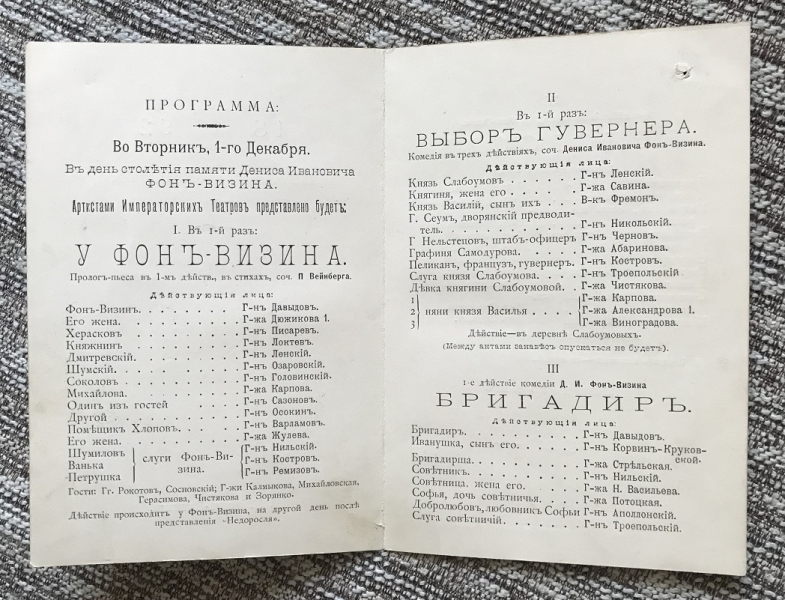 ПРОГРАММА:
Во Вторникъ, 1-го Декабря.
Въ день столѣтія памяти Дениса Ивановича
ФОНЪ-ВИЗИНА.
Артистами Императорскихъ Театровъ представлено будетъ:
I. Въ 1-й разъ:
У ФОНЪ-ВИЗИНА.
Прологъ-пьеса въ 1-мъ дѣйств., въ стихахъ, соч. П Вейнберга.
Дѣйствующія лица:
Фонъ-Визинъ. . . . . . . . Г-нъ Давыдовъ.
Его жена. . . . . . . . . Г-жа Дюжикова 1.
Херасковъ . . . . . . . . Г-нъ Писаревъ.
Княжнинъ . . . . . . . . Г-нъ Локтевъ.
Дмитревскій. . . . . . . . Г-нъ Ленскій.
Шумскій. . . . . . . . . Г-нъ Озаровскій.
Соколовъ . . . . . . . . Г-нъ Головинскій.
Михайлова. . . . . . . . Г-жа Карпова.
Одинъ изъ гостей . . . . Г-нъ Сазоновъ.
Другой . . . . . . . . . Г-нъ Осокинъ.
Помѣщикъ Хлоповъ. . . . Г-нъ Варламовъ.
Его жена. . . . . . . . . Г-жа Жулева.
Шумиловъ Г-нъ Нильскій.
Ванька слуги Фонъ-Ви-зина. Г-нъ Костровъ.
Петрушка Г-нъ Ремизовъ.
Гости: Гг. Рокотовъ, Сосновскій; Г-жи Калмыкова, Михайловская,
Герасимова, Чистякова и Зорянко.
Дѣйствіе происходитъ у Фонъ-Визина, на другой день послѣ
представленія «Недоросля».
II
Въ 1-й разъ:
ВЫБОРЪ ГУВЕРНЕРА.
Комедія въ трехъ дѣйствіяхъ, соч. Дениса Ивановича Фонъ-Визина.
Дѣйствующія лица:
Князь Слабоумовъ . . . . . Г-нъ Ленскій.
Княгиня, жена его . . . . . Г-жа Савина.
Князь Василій, сынъ ихъ . . В-къ Фремонъ.
Г. Сеумъ, дворянскій предводи-
тель. . . . . . . . . . Г-нъ Никольскій.
Г Нельстеповъ, штабъ-офицеръ Г-нъ Черновъ.
Графиня Самодурова. . . . . Г-жа Абаринова.
Пеликанъ, французъ, гувернеръ. Г-нъ Костровъ.
Слуга князя Слабоумова. . . . Г-нъ Троепольскій
Дѣвка княгини Слабоумовой. . Г-жа Чистякова.
1 Г-жа Карпова.
2 няни князя Василья . . . . Г-жа Александрова 1.
3 Г-жа Виноградова.
Дѣйствіе—въ деревнѣ Слабоумовыхъ-
(Между актами занавѣсъ опускаться не будетъ).
III
1-е дѣйствіе комедіи Д. И. Фонъ-Визина
БРИГАДИРЪ.
Дѣйствующія лица:
Бригадиръ. . . . . . . . . Г-нъ Давыдовъ.
Иванушка, сынъ его. . . . . Г-нъ Корвинъ-Круков-
ской.
Бригадирша. . . . . . . . Г-жа Стрѣльская.
Совѣтникъ. . . . . . . . . Г-нъ Нильскій.
Совѣтница. жена его. . . . . Г-жа Н. Васильева.
Софья, дочь совѣтничья. . . . Г-жа Потоцкая.
Добролюбовъ, любовникъ Софьи Г-нъ Аполлонскій.
Слуга совѣтничій. . . . . . Г-нъ Троепольскій